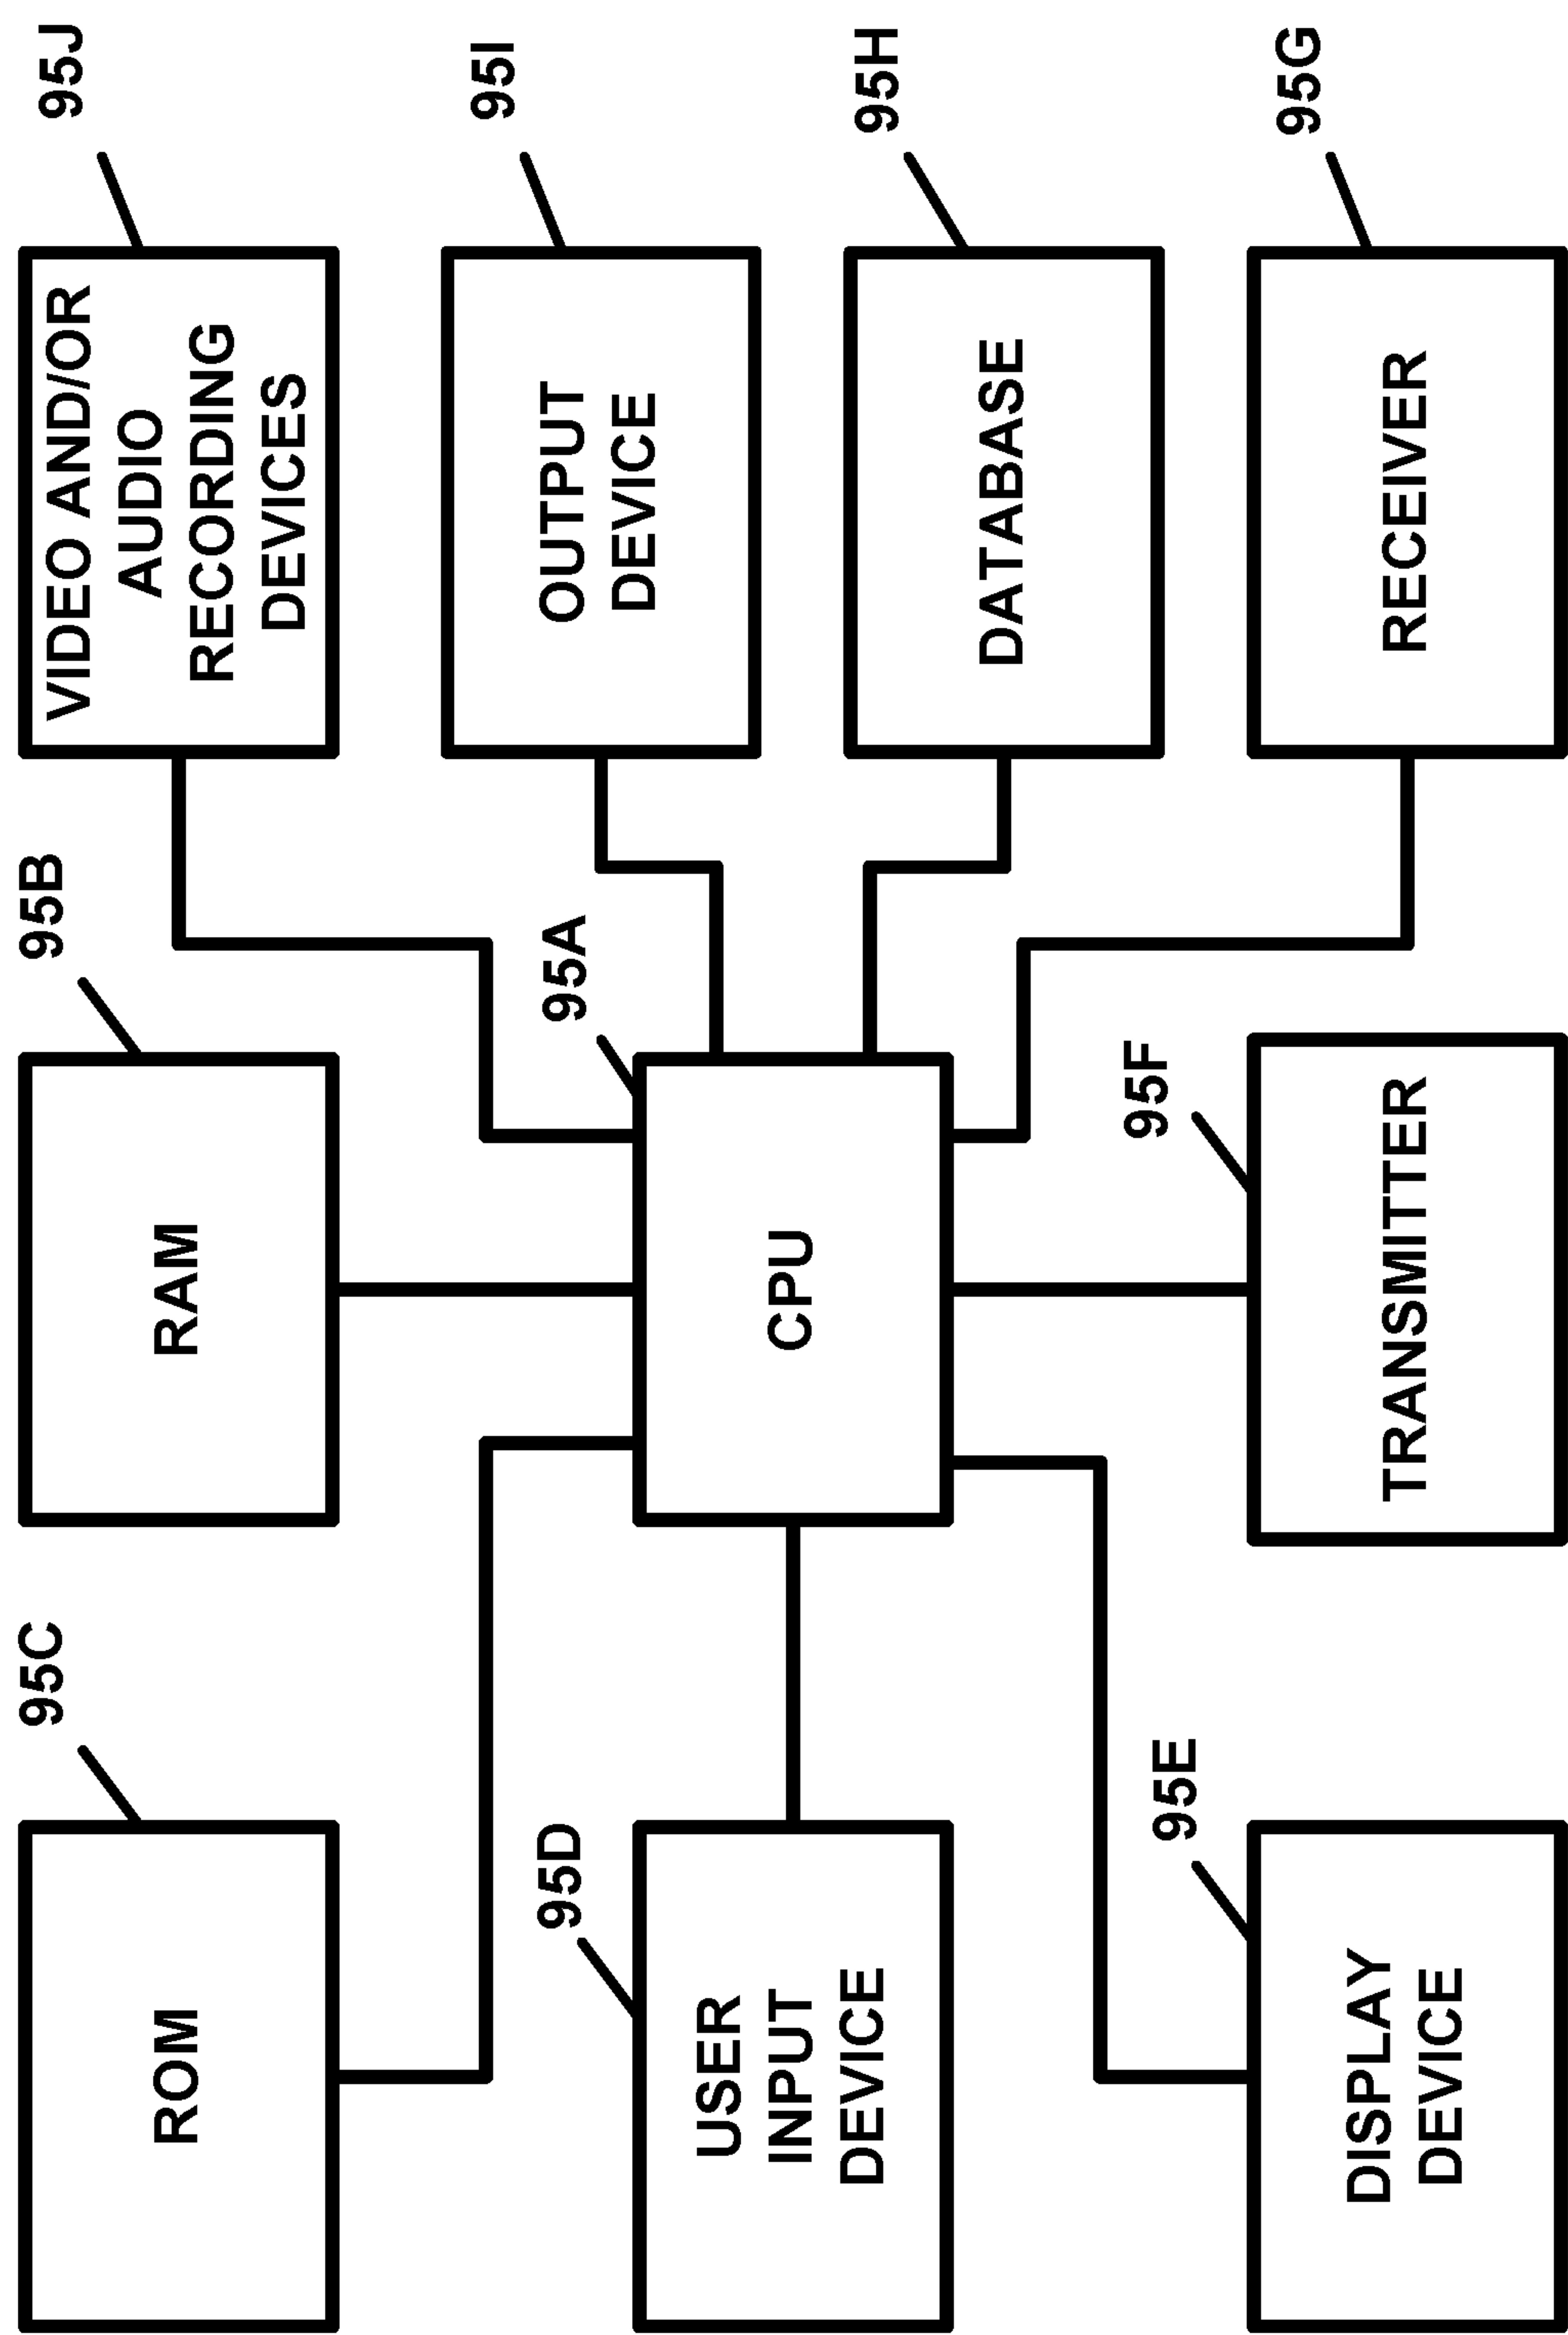 95C
ROM
95B
RAM
95J
VIDEO AND/OR
AUDIO
RECORDING
DEVICES
95I
OUTPUT
DEVICE
95D
USER
INPUT
DEVICE
95A
CPU
95H
DATABASE
95E
DISPLAY
DEVICE
95F
TRANSMITTER
95G
RECEIVER